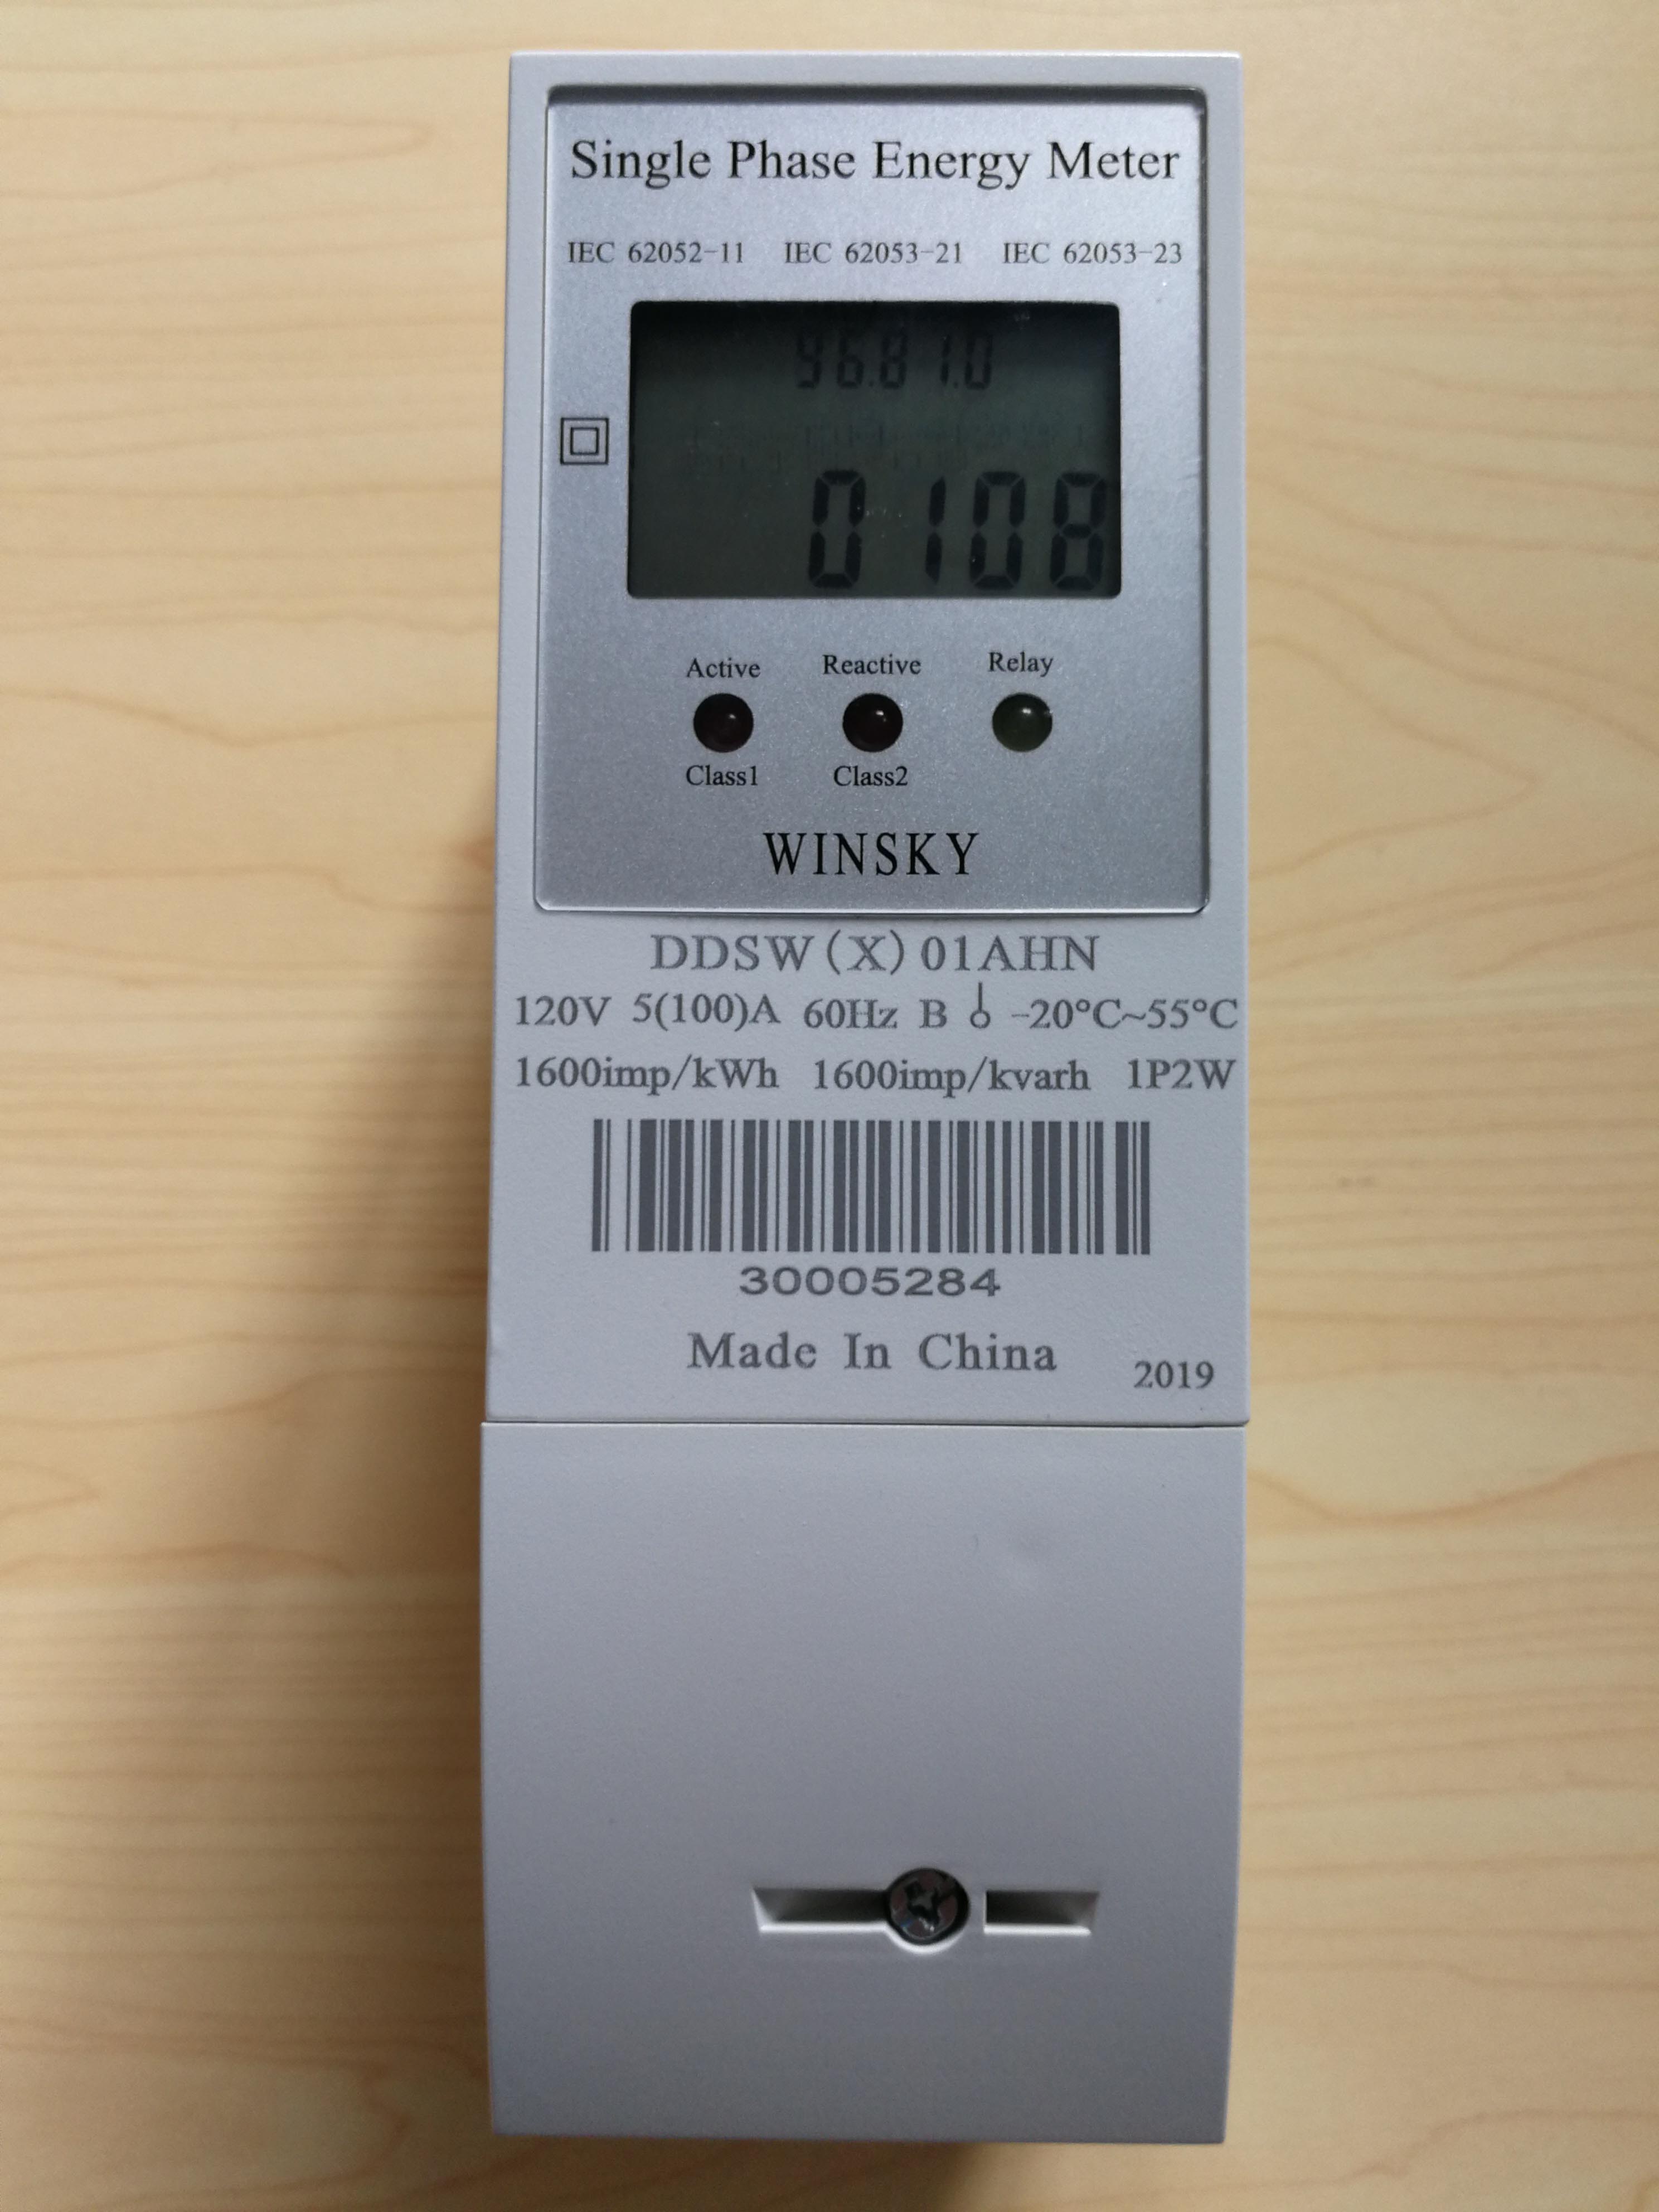 Single Phase Energy Meter
IEC 62052-11 IEC 62053-21 IEC 62053-23
96.81.0
0108
Active Reactive Relay
Class1 Class2
WINSKY
DDSW(X)01AHN
120V 5(100)A 60Hz B -20°C~55°C
1600imp/kWh 1600imp/kvarh 1P2W
30005284
Made In China
2019